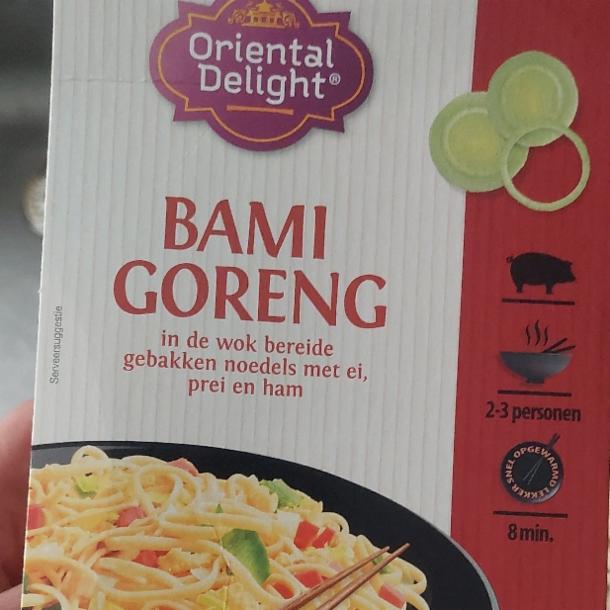 Oriental
Delight®
BAMI
GORENG
in de wok bereide
gebakken noedels met ei,
prei en ham
Serveersuggestie
2-3 personen
LEKKER SNEL OPGEWARMD
8 min.